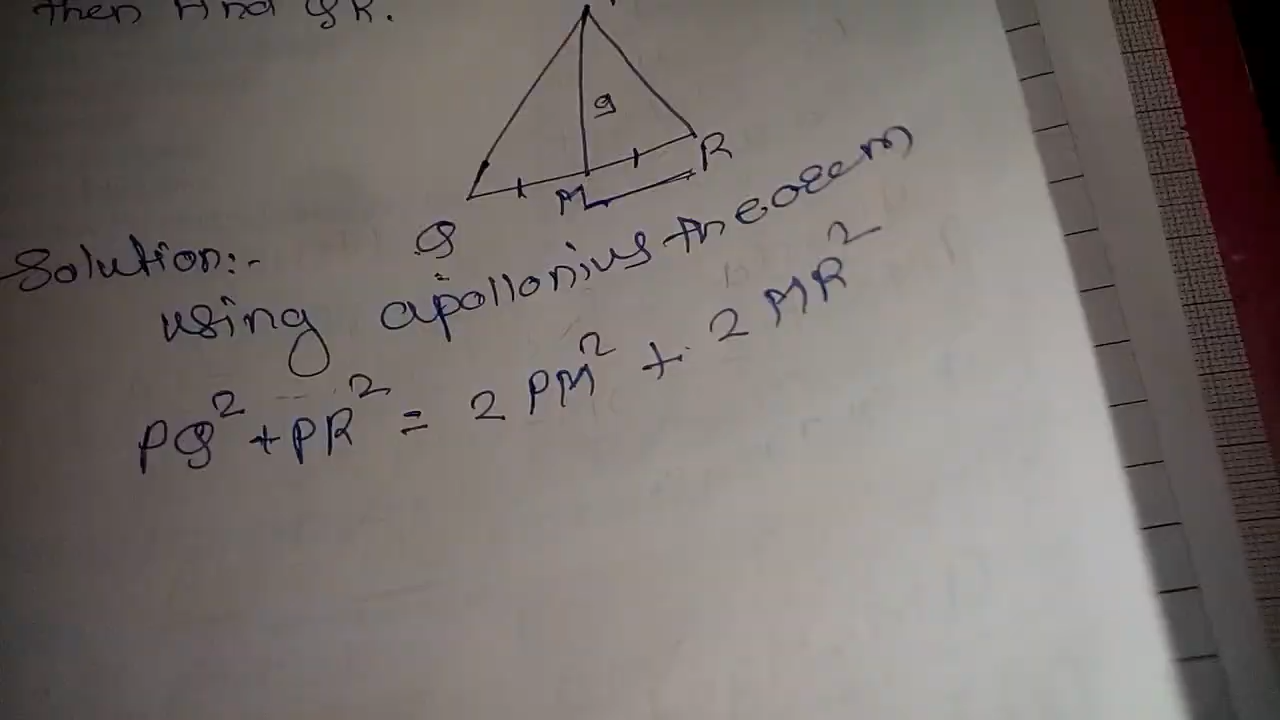 then find QR.
9
R
M
Q
Solution:-
using apollonius theorem
PQ² + PR² = 2 PM² + 2 MR²